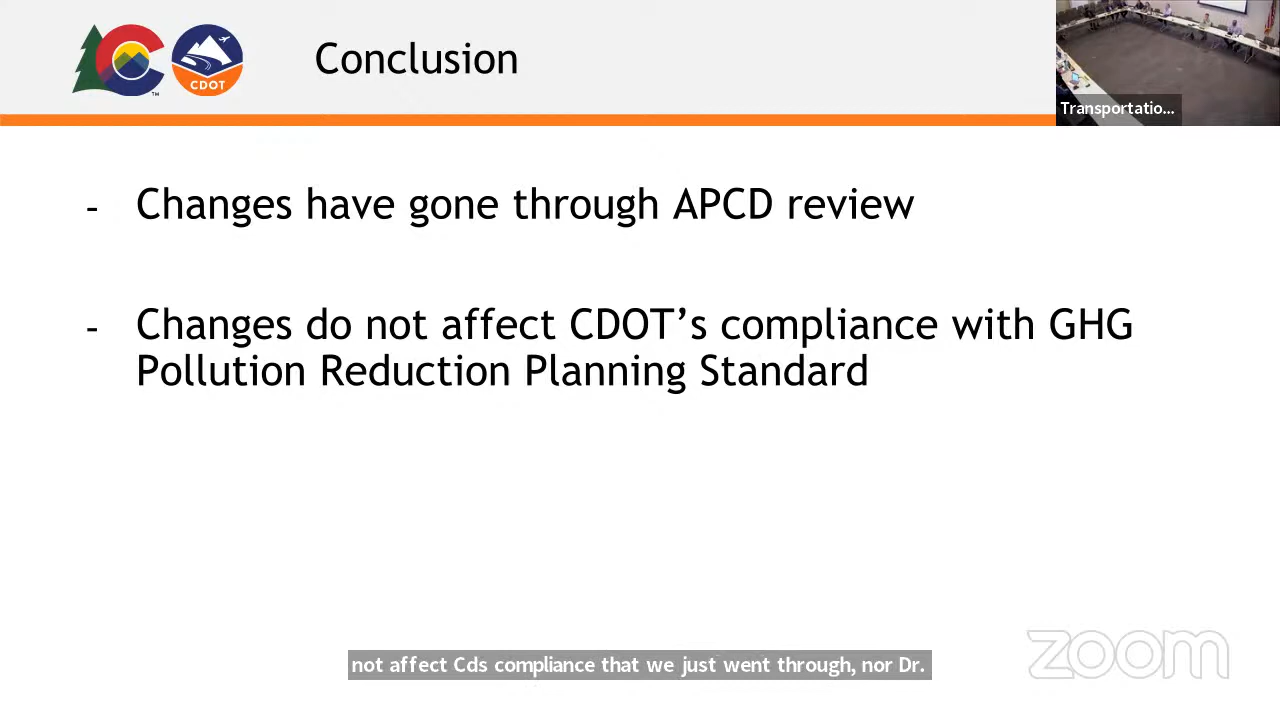 Conclusion
CDOT
TM
Transportatio...
- Changes have gone through APCD review
- Changes do not affect CDOT’s compliance with GHG
Pollution Reduction Planning Standard
not affect Cds compliance that we just went through, nor Dr.
zoom